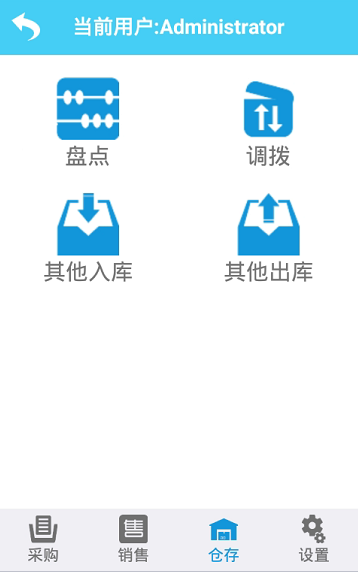 当前用户:Administrator
盘点
调拨
其他入库
其他出库
售
采购
销售
仓存
设置